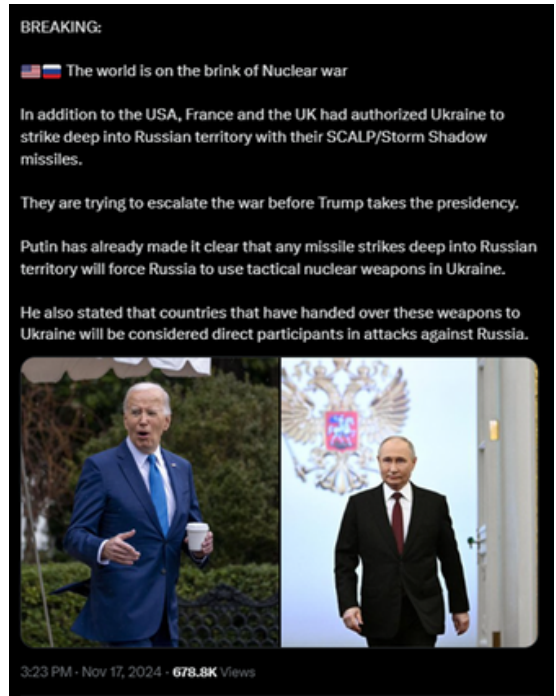 BREAKING:
🇺🇸🇷🇺 The world is on the brink of Nuclear war
In addition to the USA, France and the UK had authorized Ukraine to
strike deep into Russian territory with their SCALP/Storm Shadow
missiles.
They are trying to escalate the war before Trump takes the presidency.
Putin has already made it clear that any missile strikes deep into Russian
territory will force Russia to use tactical nuclear weapons in Ukraine.
He also stated that countries that have handed over these weapons to
Ukraine will be considered direct participants in attacks against Russia.
3:23 PM · Nov 17, 2024 · 678.8K Views